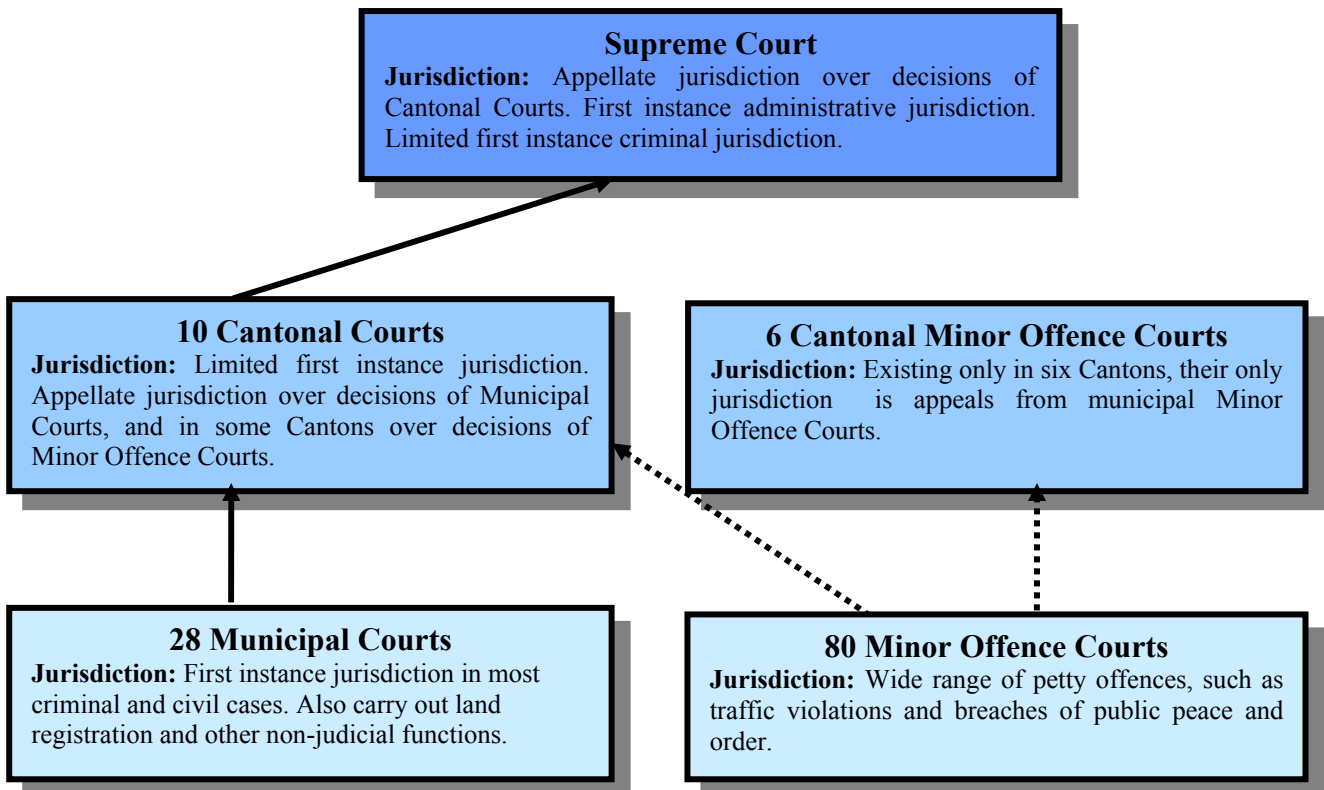 Supreme Court
Jurisdiction: Appellate jurisdiction over decisions of
Cantonal Courts. First instance administrative jurisdiction.
Limited first instance criminal jurisdiction.
10 Cantonal Courts
Jurisdiction: Limited first instance jurisdiction.
Appellate jurisdiction over decisions of Municipal
Courts, and in some Cantons over decisions of
Minor Offence Courts.
6 Cantonal Minor Offence Courts
Jurisdiction: Existing only in six Cantons, their only
jurisdiction is appeals from municipal Minor
Offence Courts.
28 Municipal Courts
Jurisdiction: First instance jurisdiction in most
criminal and civil cases. Also carry out land
registration and other non-judicial functions.
80 Minor Offence Courts
Jurisdiction: Wide range of petty offences, such as
traffic violations and breaches of public peace and
order.